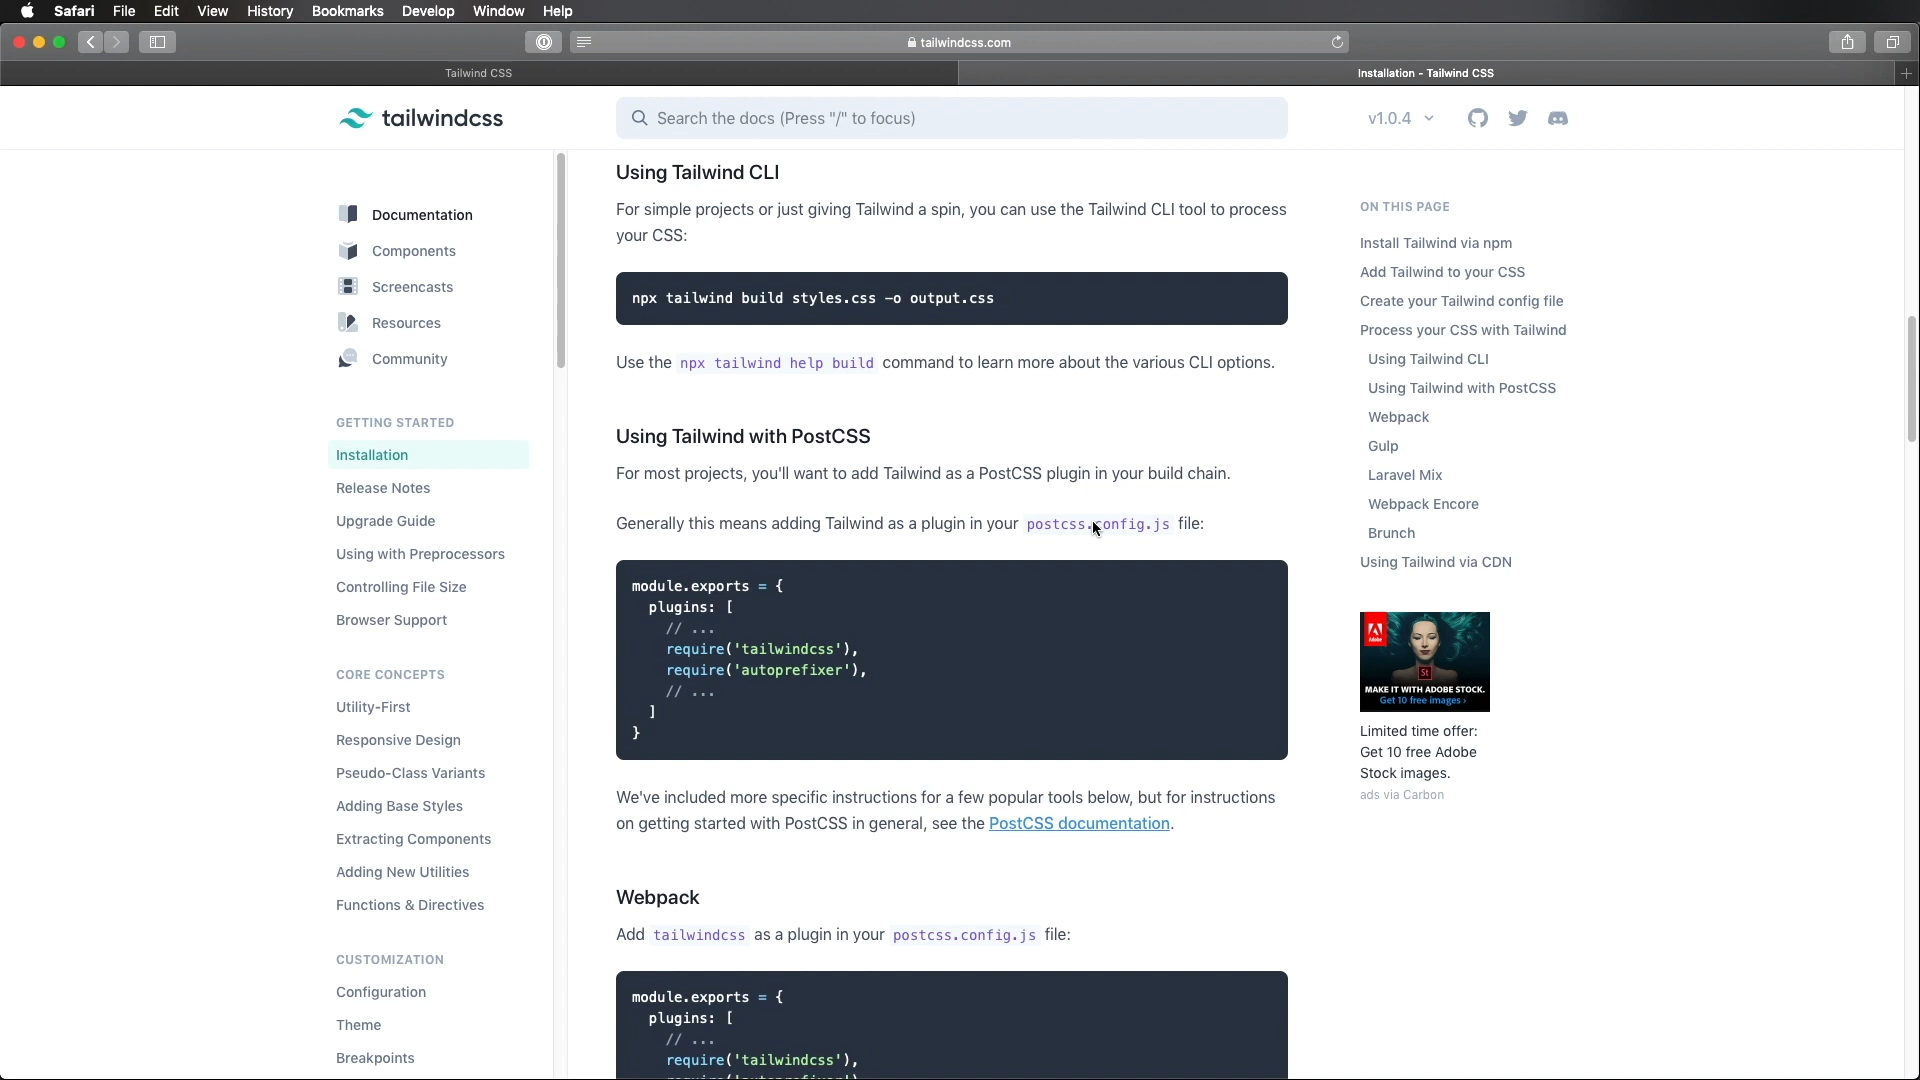 Safari File Edit View History Bookmarks Develop Window Help
tailwindcss.com
Tailwind CSS
Installation - Tailwind CSS
tailwindcss
Search the docs (Press "/" to focus)
v1.0.4
Documentation
Components
Screencasts
Resources
Community
GETTING STARTED
Installation
Release Notes
Upgrade Guide
Using with Preprocessors
Controlling File Size
Browser Support
CORE CONCEPTS
Utility-First
Responsive Design
Pseudo-Class Variants
Adding Base Styles
Extracting Components
Adding New Utilities
Functions & Directives
CUSTOMIZATION
Configuration
Theme
Breakpoints
Using Tailwind CLI
For simple projects or just giving Tailwind a spin, you can use the Tailwind CLI tool to process
your CSS:
npx tailwind build styles.css -o output.css
Use the npx tailwind help build command to learn more about the various CLI options.
Using Tailwind with PostCSS
For most projects, you'll want to add Tailwind as a PostCSS plugin in your build chain.
Generally this means adding Tailwind as a plugin in your postcss.config.js file:
module.exports = {
plugins: [
// ...
require('tailwindcss'),
require('autoprefixer'),
// ...
]
}
We've included more specific instructions for a few popular tools below, but for instructions
on getting started with PostCSS in general, see the PostCSS documentation.
Webpack
Add tailwindcss as a plugin in your postcss.config.js file:
module.exports = {
plugins: [
// ...
require('tailwindcss'),
ON THIS PAGE
Install Tailwind via npm
Add Tailwind to your CSS
Create your Tailwind config file
Process your CSS with Tailwind
Using Tailwind CLI
Using Tailwind with PostCSS
Webpack
Gulp
Laravel Mix
Webpack Encore
Brunch
Using Tailwind via CDN
Adobe
St
MAKE IT WITH ADOBE STOCK.
Get 10 free images ›
Limited time offer:
Get 10 free Adobe
Stock images.
ads via Carbon